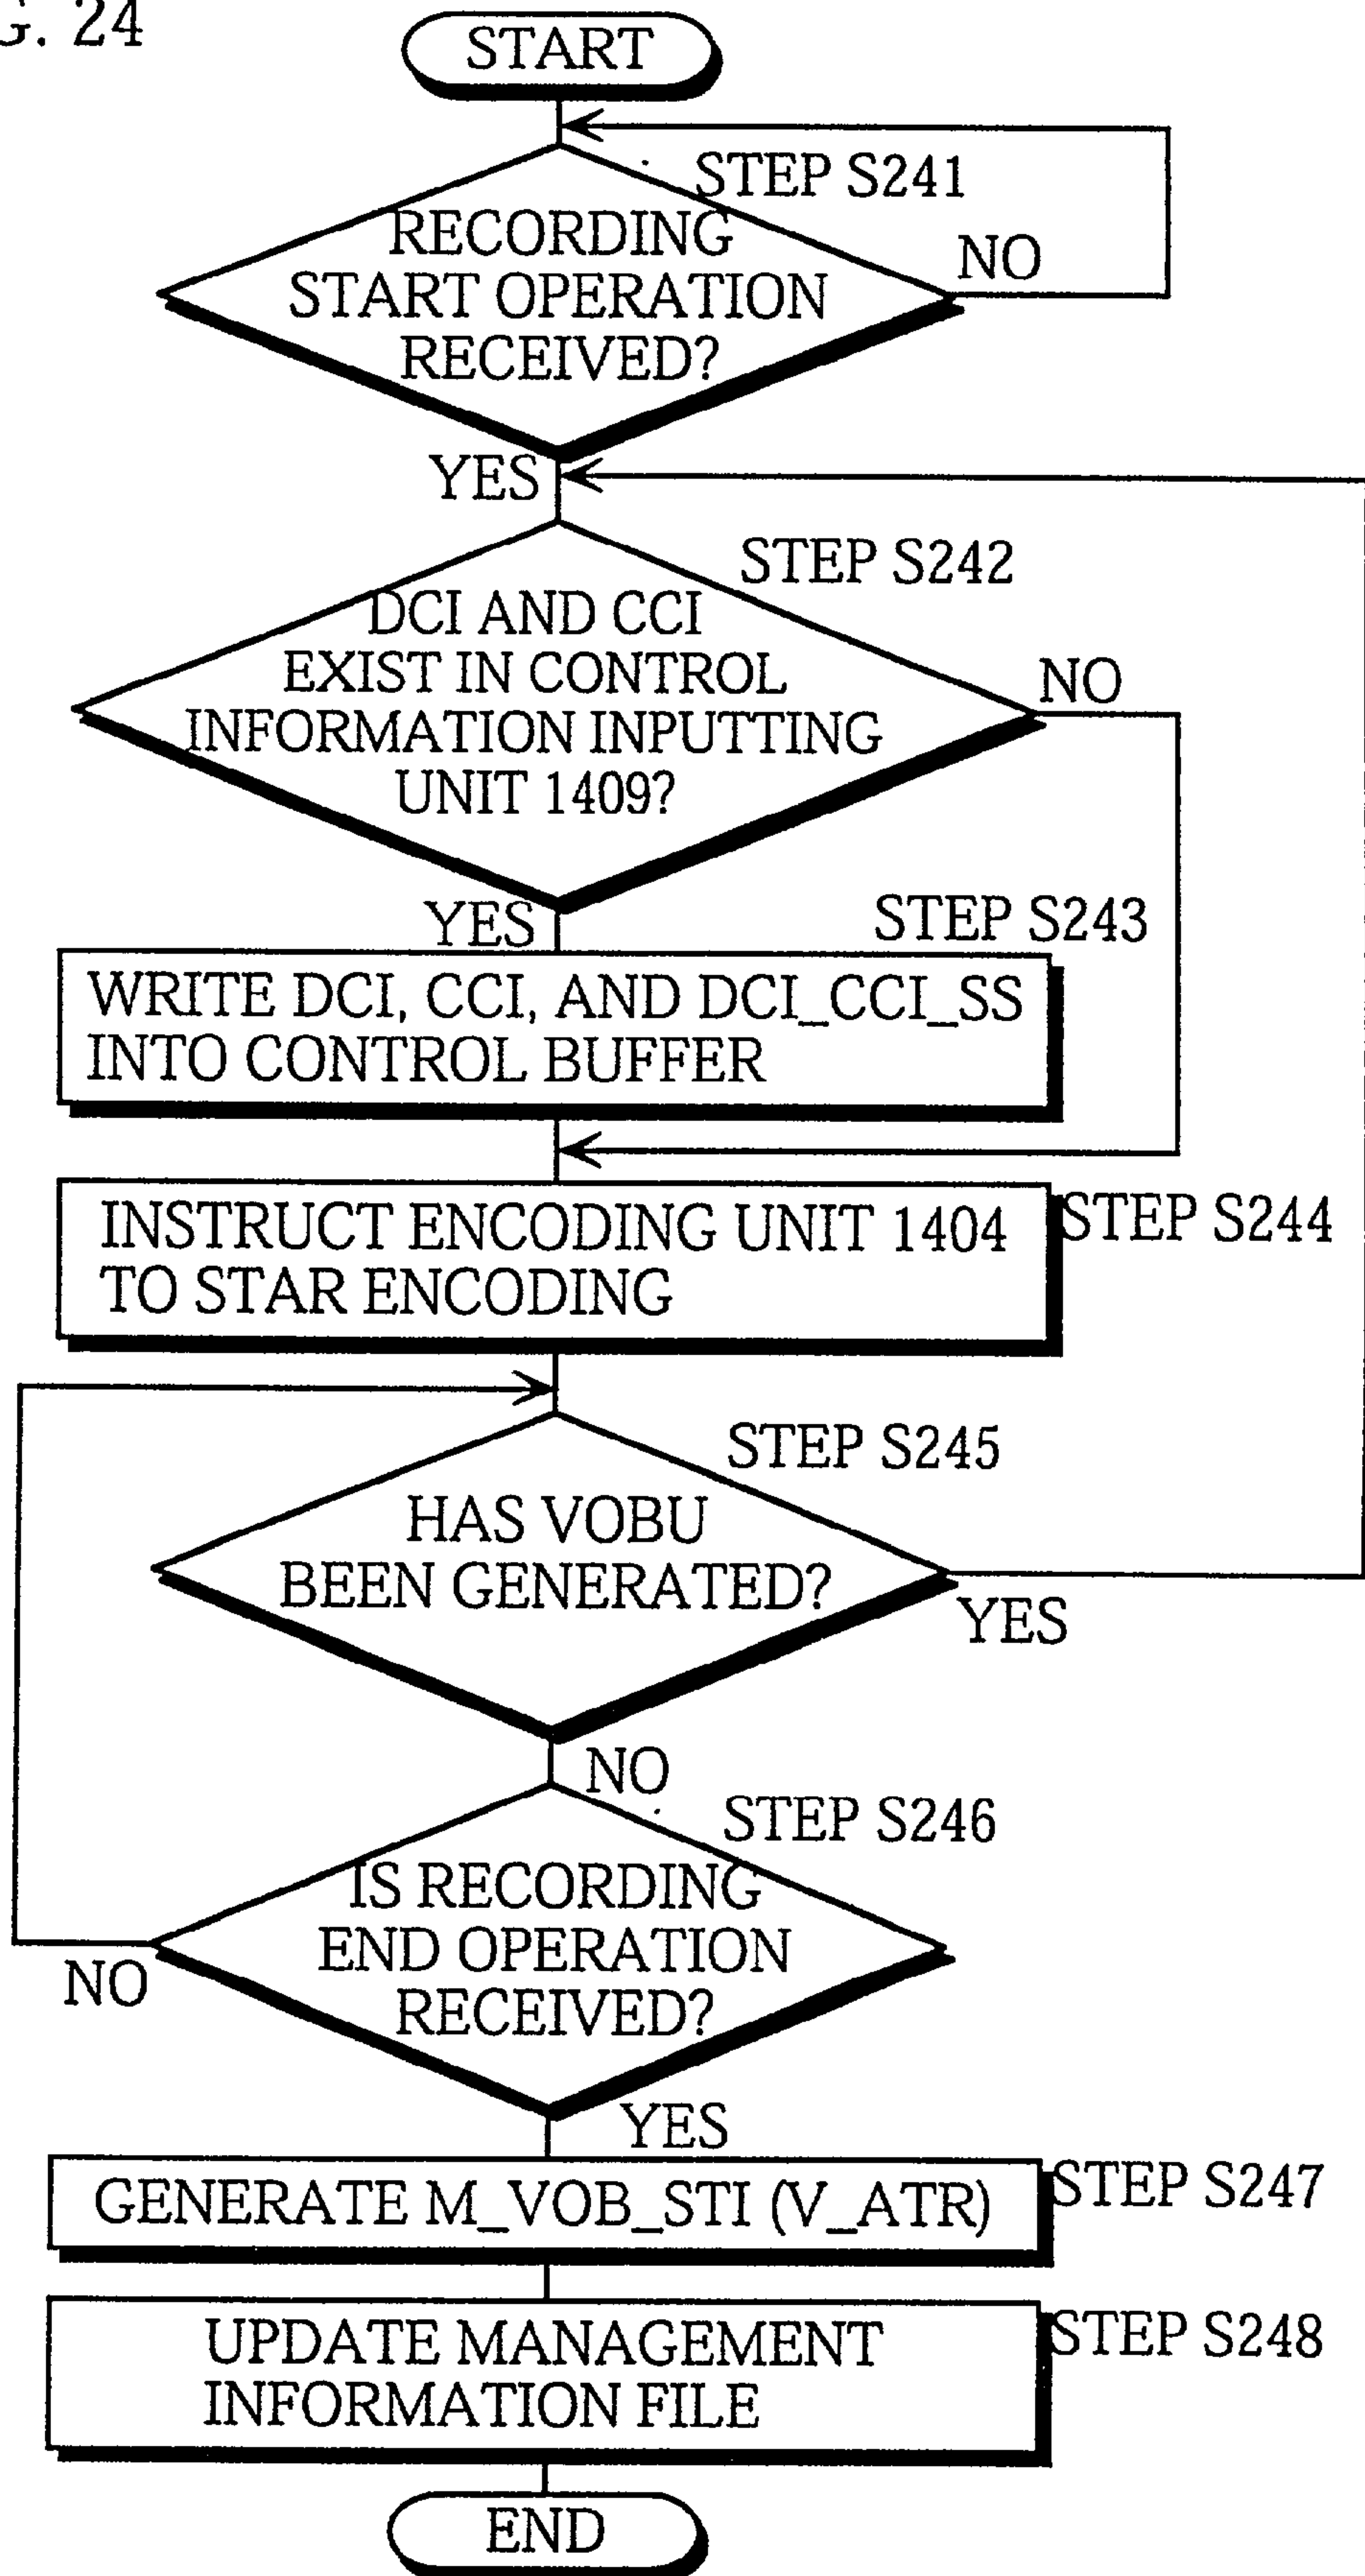 G. 24
START
STEP S241
RECORDING
START OPERATION
RECEIVED?
NO
YES
STEP S242
DCI AND CCI
EXIST IN CONTROL
INFORMATION INPUTTING
UNIT 1409?
NO
YES
STEP S243
WRITE DCI, CCI, AND DCI_CCI_SS
INTO CONTROL BUFFER
INSTRUCT ENCODING UNIT 1404
TO STAR ENCODING
STEP S244
STEP S245
HAS VOBU
BEEN GENERATED?
YES
NO
STEP S246
IS RECORDING
END OPERATION
RECEIVED?
NO
YES
GENERATE M_VOB_STI (V_ATR)
STEP S247
UPDATE MANAGEMENT
INFORMATION FILE
STEP S248
END